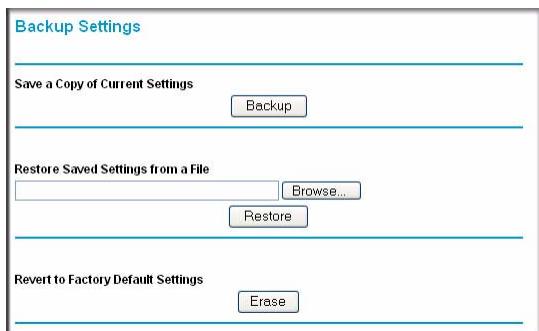 Backup Settings
Save a Copy of Current Settings
Backup
Restore Saved Settings from a File
Browse...
Restore
Revert to Factory Default Settings
Erase